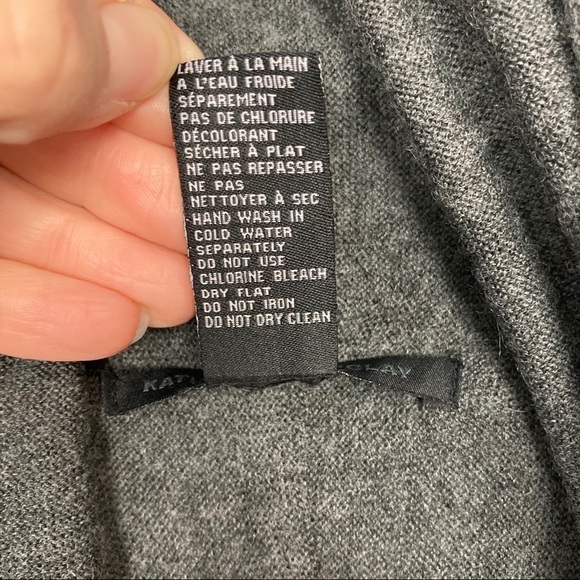 LAVER À LA MAIN
A L'EAU FROIDE
SÉPAREMENT
PAS DE CHLORURE
DÉCOLORANT
SÉCHER À PLAT
NE PAS REPASSER
NE PAS
NETTOYER À SEC
HAND WASH IN
COLD WATER
SEPARATELY
DO NOT USE
CHLORINE BLEACH
DRY FLAT
DO NOT IRON
DO NOT DRY CLEAN